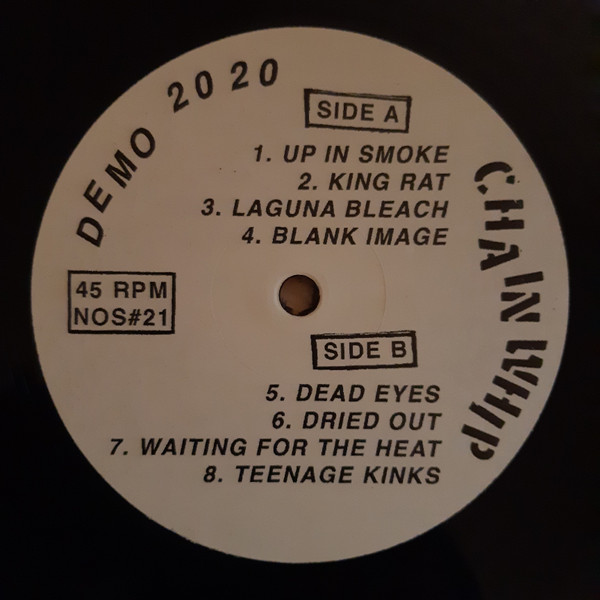 DEMO 2020
SIDE A
1. UP IN SMOKE
2. KING RAT
3. LAGUNA BLEACH
4. BLANK IMAGE
CHAIN WHIP
45 RPM
NOS#21
SIDE B
5. DEAD EYES
6. DRIED OUT
7. WAITING FOR THE HEAT
8. TEENAGE KINKS